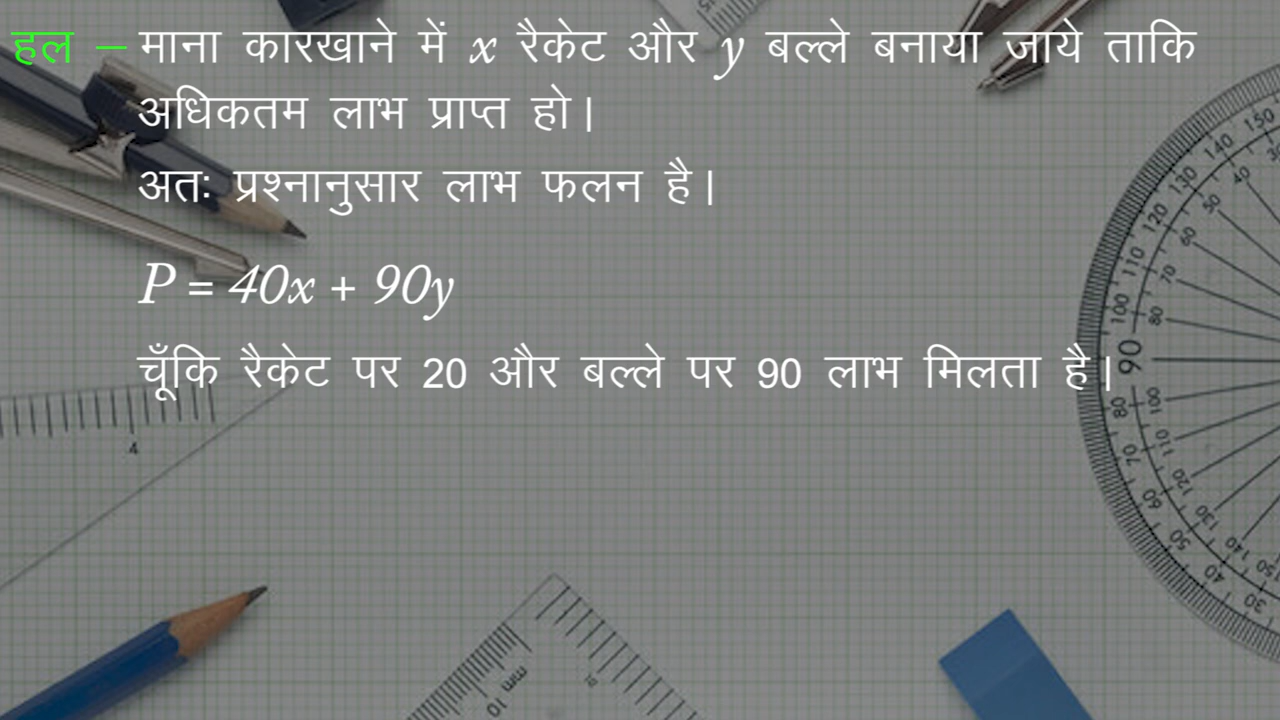 हल – माना कारखाने में x रैकेट और y बल्ले बनाया जाये ताकि
अधिकतम लाभ प्राप्त हो।
अतः प्रश्नानुसार लाभ फलन है।
P = 40x + 90y
चूँकि रैकेट पर 20 और बल्ले पर 90 लाभ मिलता है।